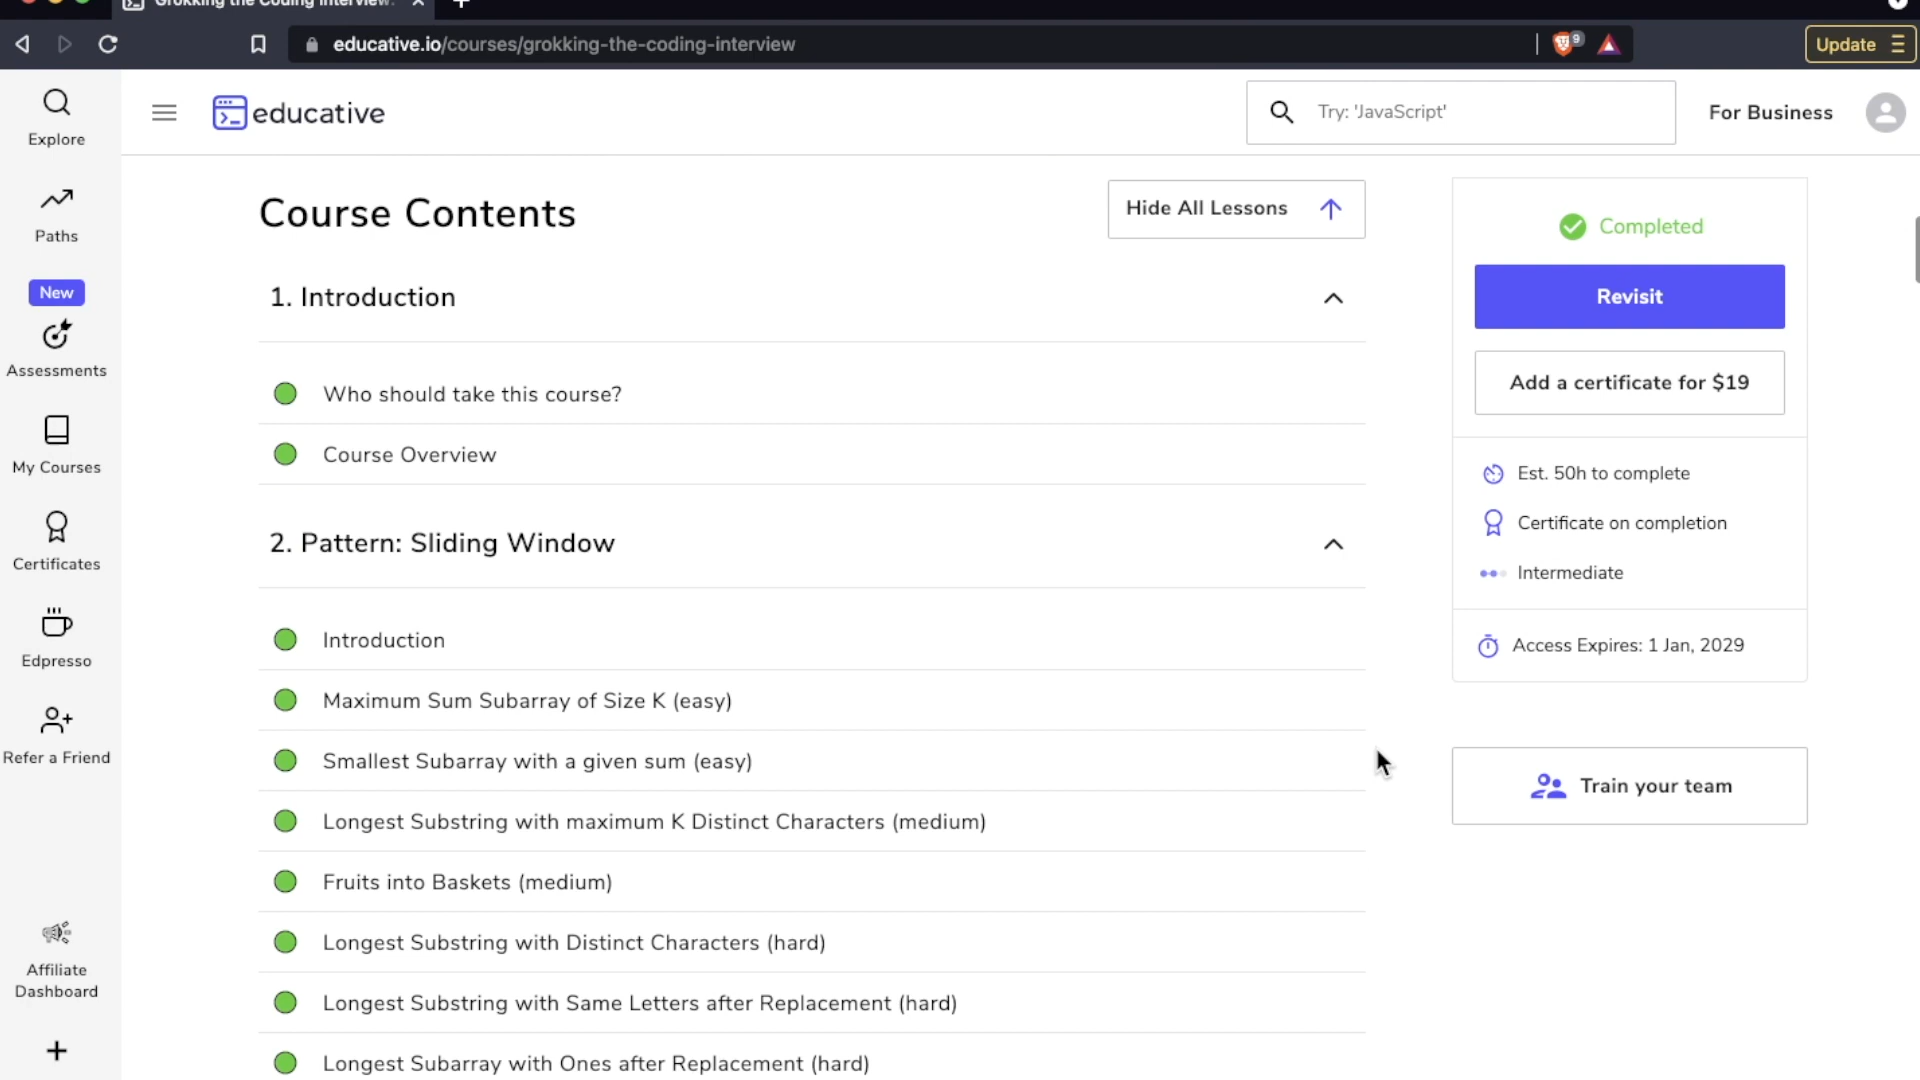 Grokking the Coding Interview:
educative.io/courses/grokking-the-coding-interview
9
Update
Explore
Paths
New
Assessments
My Courses
Certificates
Edpresso
Refer a Friend
Affiliate
Dashboard
educative
Try: 'JavaScript'
For Business
Course Contents
Hide All Lessons
1. Introduction
Who should take this course?
Course Overview
2. Pattern: Sliding Window
Introduction
Maximum Sum Subarray of Size K (easy)
Smallest Subarray with a given sum (easy)
Longest Substring with maximum K Distinct Characters (medium)
Fruits into Baskets (medium)
Longest Substring with Distinct Characters (hard)
Longest Substring with Same Letters after Replacement (hard)
Longest Subarray with Ones after Replacement (hard)
Completed
Revisit
Add a certificate for $19
Est. 50h to complete
Certificate on completion
Intermediate
Access Expires: 1 Jan, 2029
Train your team